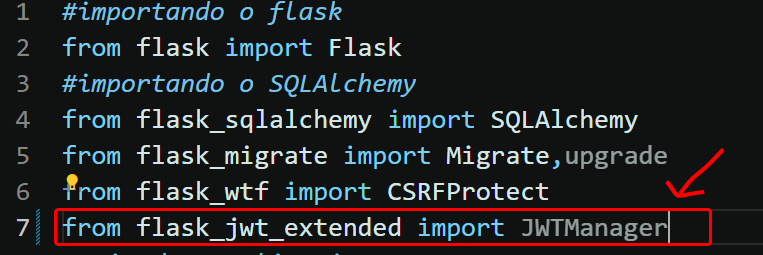 1 #importando o flask
2 from flask import Flask
3 #importando o SQLAlchemy
4 from flask_sqlalchemy import SQLAlchemy
5 from flask_migrate import Migrate,upgrade
6 from flask_wtf import CSRFProtect
7 from flask_jwt_extended import JWTManager